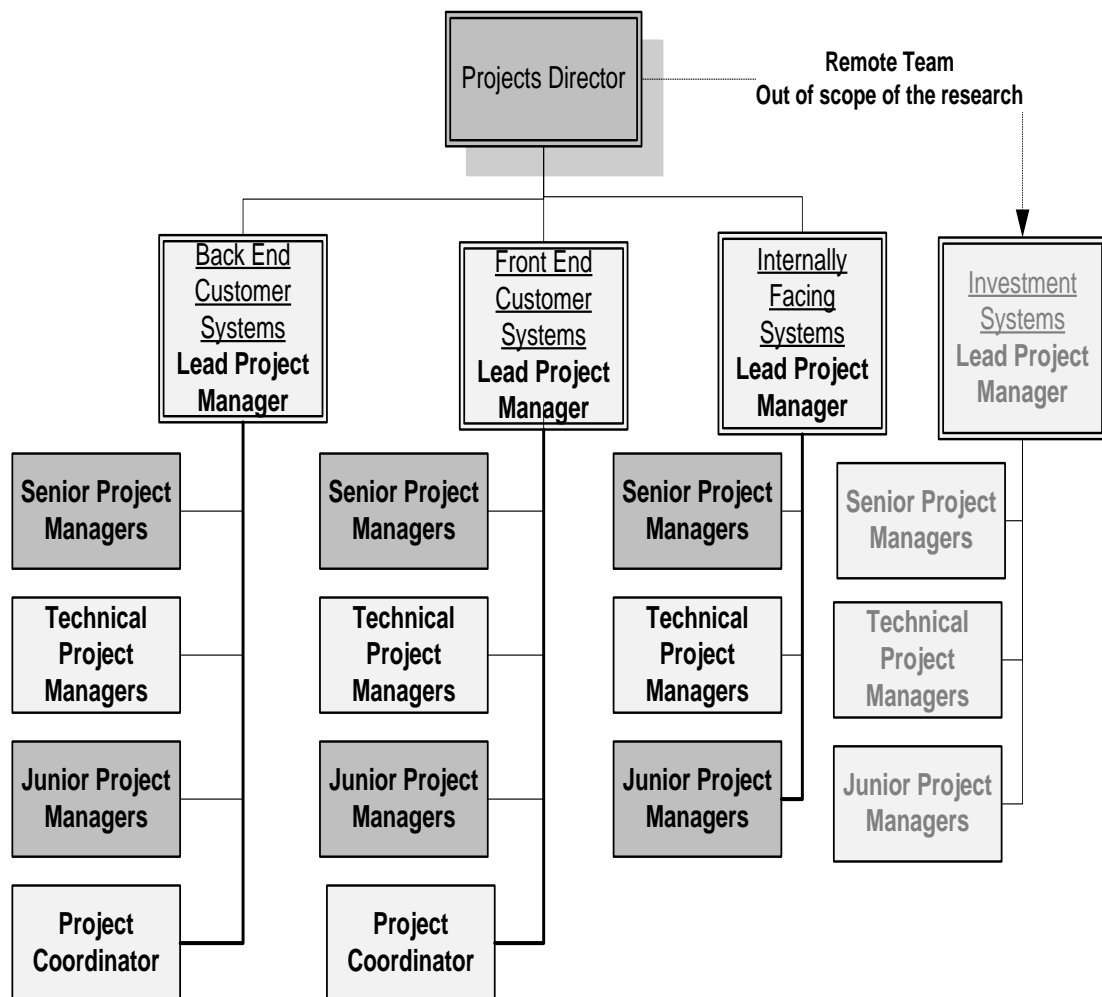 Projects Director
Remote Team
Out of scope of the research
Back End
Customer
Systems
Lead Project
Manager
Front End
Customer
Systems
Lead Project
Manager
Internally
Facing
Systems
Lead Project
Manager
Investment
Systems
Lead Project
Manager
Senior Project
Managers
Senior Project
Managers
Senior Project
Managers
Senior Project
Managers
Technical
Project
Managers
Technical
Project
Managers
Technical
Project
Managers
Technical
Project
Managers
Junior Project
Managers
Junior Project
Managers
Junior Project
Managers
Junior Project
Managers
Project
Coordinator
Project
Coordinator